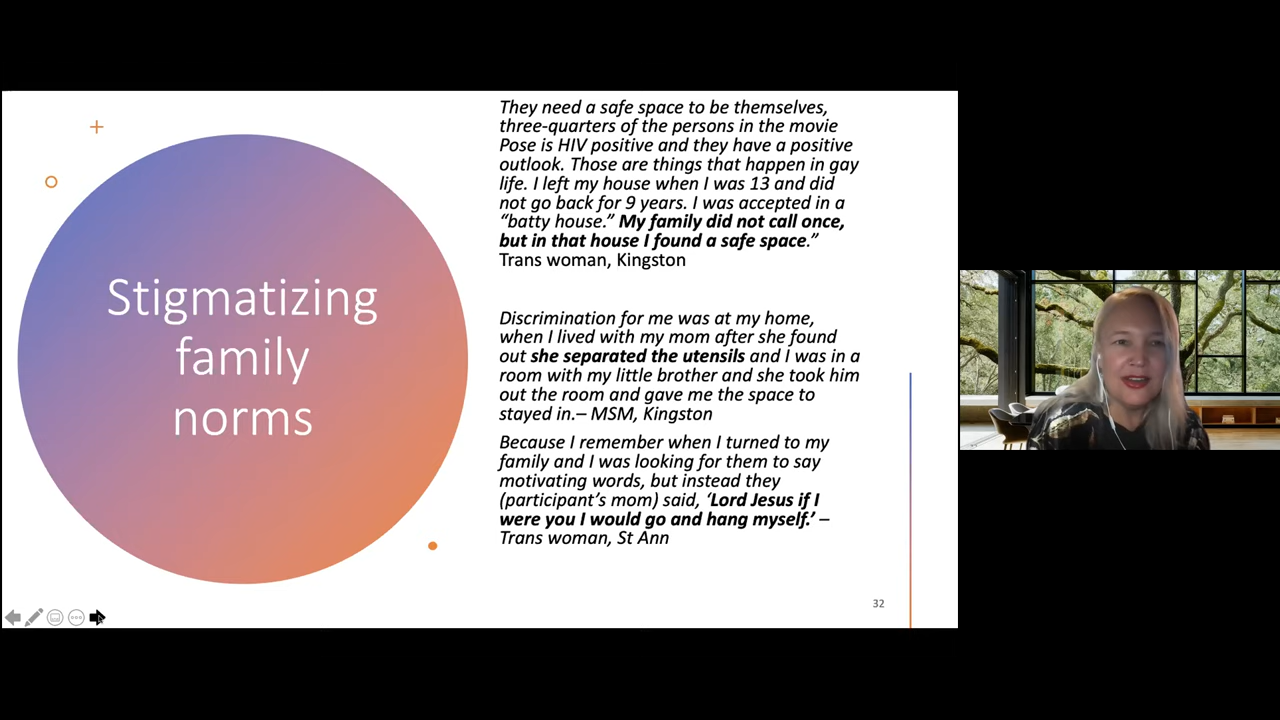 Stigmatizing
family
norms
They need a safe space to be themselves,
three-quarters of the persons in the movie
Pose is HIV positive and they have a positive
outlook. Those are things that happen in gay
life. I left my house when I was 13 and did
not go back for 9 years. I was accepted in a
“batty house.” My family did not call once,
but in that house I found a safe space.”
Trans woman, Kingston
Discrimination for me was at my home,
when I lived with my mom after she found
out she separated the utensils and I was in a
room with my little brother and she took him
out the room and gave me the space to
stayed in.– MSM, Kingston
Because I remember when I turned to my
family and I was looking for them to say
motivating words, but instead they
(participant’s mom) said, ‘Lord Jesus if I
were you I would go and hang myself.’ –
Trans woman, St Ann
32